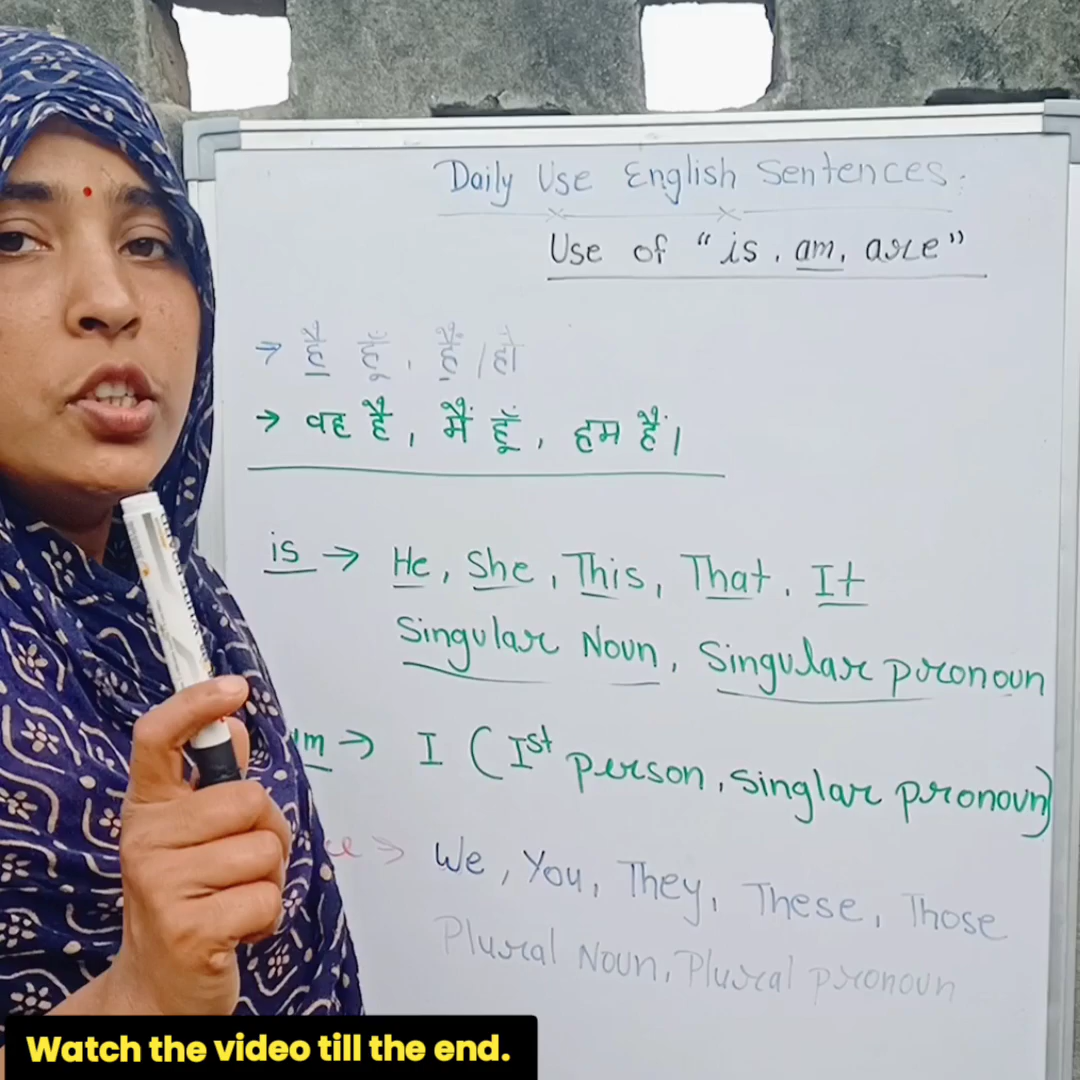 Daily Use English Sentences.
Use of "is, am, are"
→ है हूँ, हैं/हो
→ वह है, मैं हूँ, हम हैं।
is → He, She, This, That, It
Singular Noun, Singular pronoun
m → I (Ist person, singlar pronoun)
→ We, You, They, These, Those
Plural Noun, Plural pronoun
Watch the video till the end.